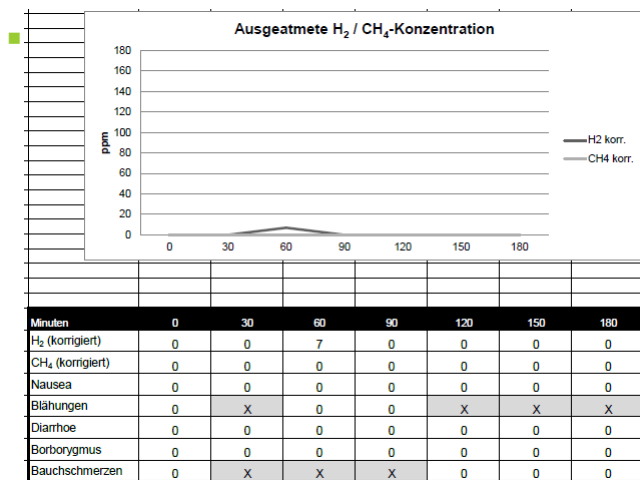 Ausgeatmete H₂ / CH₄-Konzentration
180
160
140
120
100
80
60
40
20
0
ppm
0 30 60 90 120 150 180
H2 korr.
CH4 korr.
Minuten 0 30 60 90 120 150 180
H₂ (korrigiert) 0 0 7 0 0 0 0
CH₄ (korrigiert) 0 0 0 0 0 0 0
Nausea 0 0 0 0 0 0 0
Blähungen 0 X 0 0 X X X
Diarrhoe 0 0 0 0 0 0 0
Borborygmus 0 0 0 0 0 0 0
Bauchschmerzen 0 X X X 0 0 0